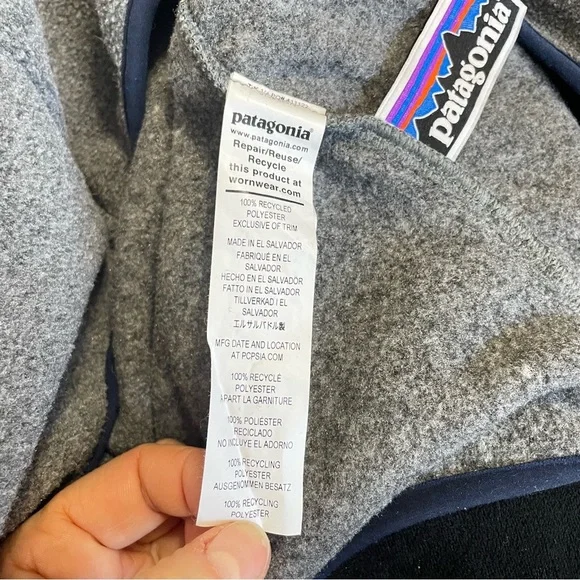 patagonia®
www.patagonia.com
Repair/Reuse/
Recycle
this product at
wornwear.com
100% RECYCLED
POLYESTER
EXCLUSIVE OF TRIM
MADE IN EL SALVADOR
FABRIQUÉ EN EL
SALVADOR
HECHO EN EL SALVADOR
FATTO IN EL SALVADOR
TILLVERKAD I EL
SALVADOR
エルサルバドル製
MFG DATE AND LOCATION
AT PCPSIA.COM
100% RECYCLÉ
POLYESTER
APART LA GARNITURE
100% POLIÉSTER
RECICLADO
NO INCLUYE EL ADORNO
100% RECYCLING
POLYESTER
AUSGENOMMEN BESATZ
100% RECYCLING
POLYESTER
patagonia